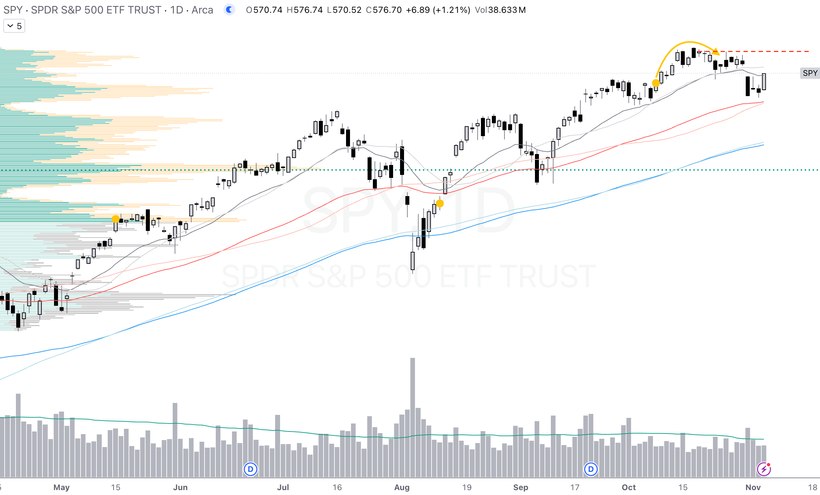 SPY · SPDR S&P 500 ETF TRUST · 1D · Arca O570.74 H576.74 L570.52 C576.70 +6.89 (+1.21%) Vol38.633M
5
SPY
SPY, 1D
SPDR S&P 500 ETF TRUST
D D
May 15 Jun Jul 16 Aug 19 Sep 17 Oct 15 Nov 18